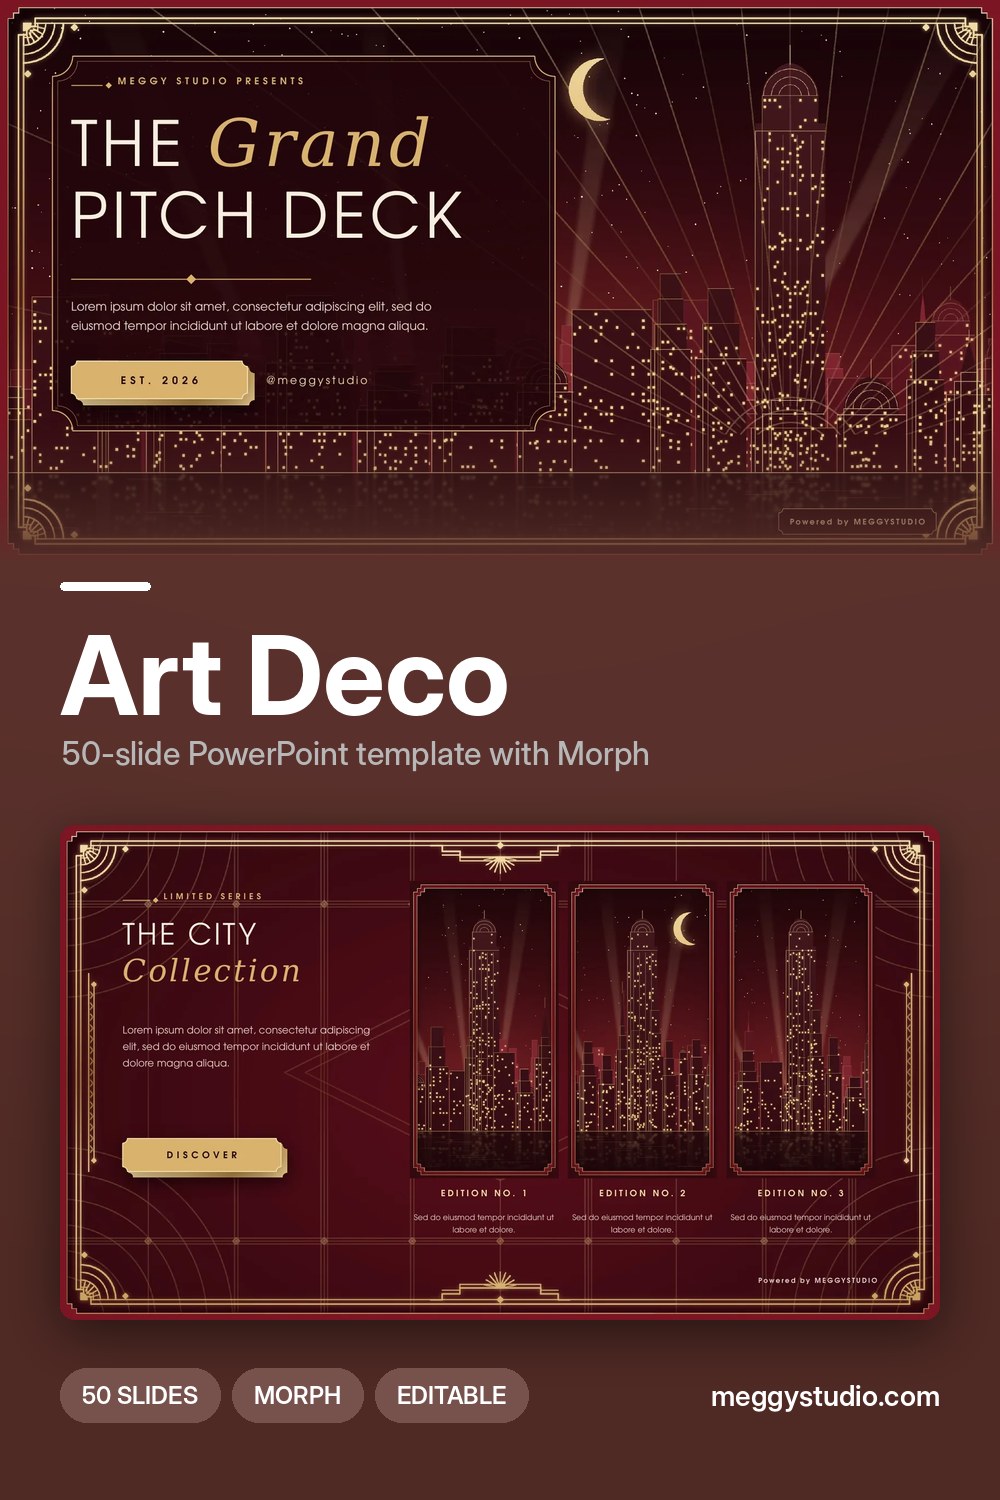 MEGGY STUDIO PRESENTS
THE Grand
PITCH DECK
Lorem ipsum dolor sit amet, consectetur adipiscing elit, sed do
eiusmod tempor incididunt ut labore et dolore magna aliqua.
EST. 2026
@meggystudio
Powered by MEGGYSTUDIO
Art Deco
50-slide PowerPoint template with Morph
LIMITED SERIES
THE CITY
Collection
Lorem ipsum dolor sit amet, consectetur adipiscing
elit, sed do eiusmod tempor incididunt ut labore et
dolore magna aliqua.
DISCOVER
EDITION NO. 1
Sed do eiusmod tempor incididunt ut
labore et dolore.
EDITION NO. 2
Sed do eiusmod tempor incididunt ut
labore et dolore.
EDITION NO. 3
Sed do eiusmod tempor incididunt ut
labore et dolore.
Powered by MEGGYSTUDIO
50 SLIDES
MORPH
EDITABLE
meggystudio.com